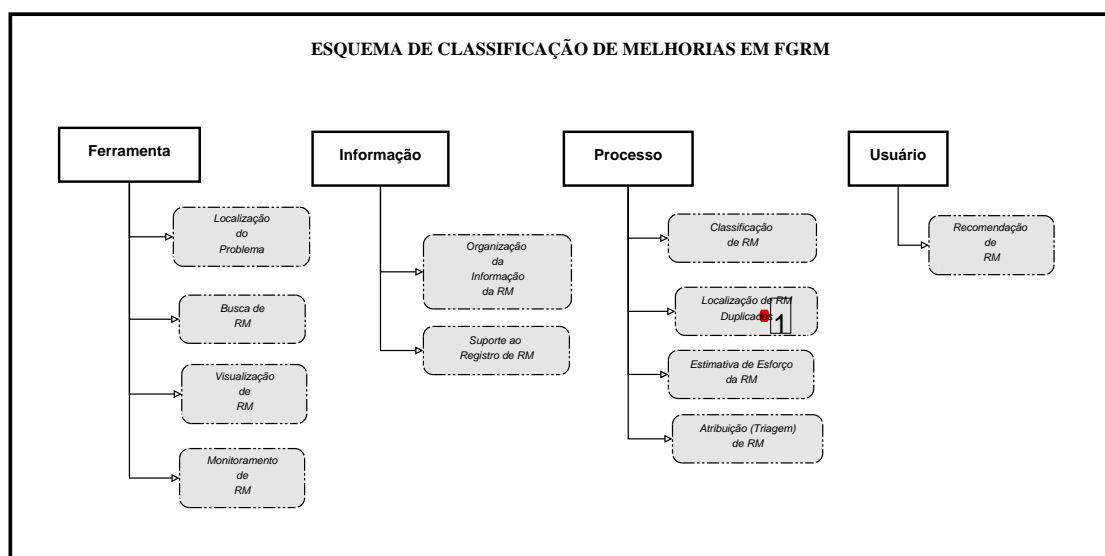 ESQUEMA DE CLASSIFICAÇÃO DE MELHORIAS EM FGRM
Ferramenta
Localização
do
Problema
Busca de
RM
Visualização
de
RM
Monitoramento
de
RM
Informação
Organização
da
Informação
da RM
Suporte ao
Registro de RM
Processo
Classificação
de RM
Localização de RM
Duplicados
1
Estimativa de Esforço
da RM
Atribuição (Triagem)
de RM
Usuário
Recomendação
de
RM